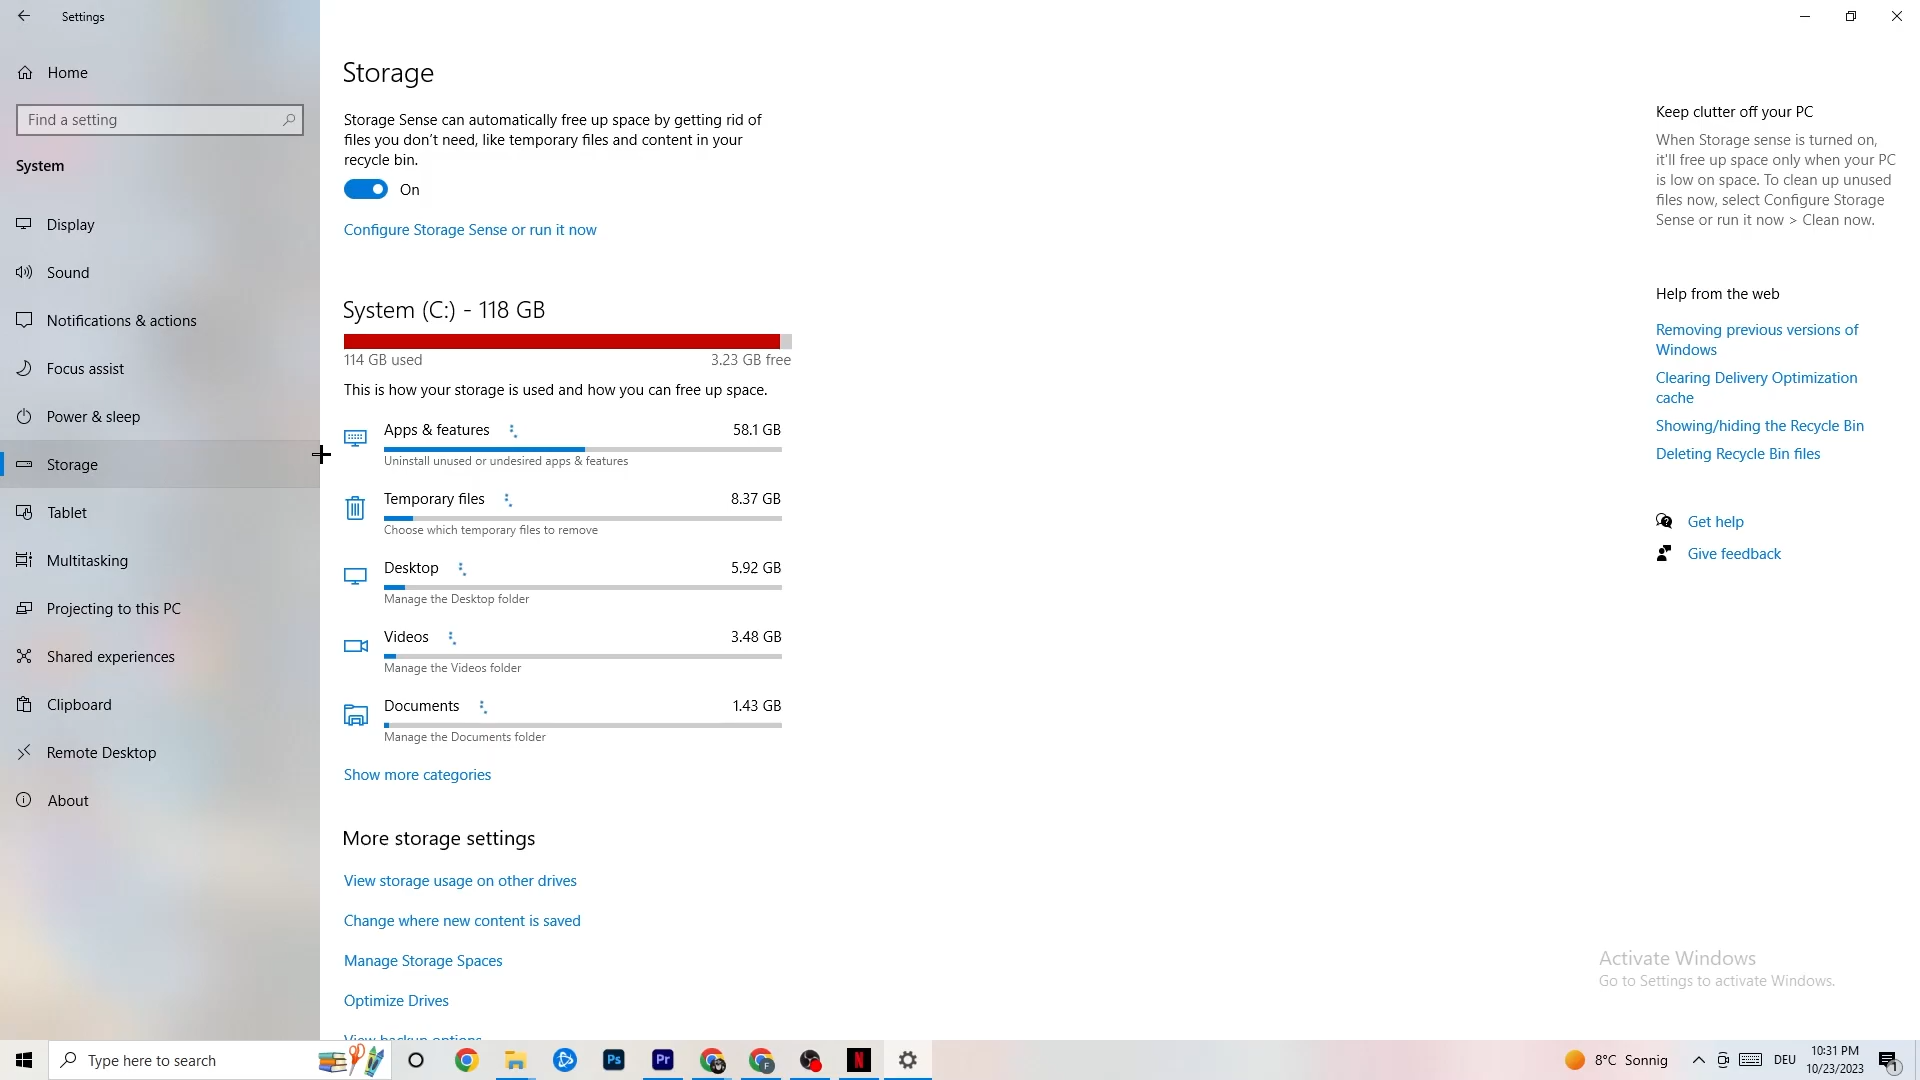 Settings
Home
Find a setting
System
Display
Sound
Notifications & actions
Focus assist
Power & sleep
Storage
Tablet
Multitasking
Projecting to this PC
Shared experiences
Clipboard
Remote Desktop
About
Storage
Storage Sense can automatically free up space by getting rid of
files you don't need, like temporary files and content in your
recycle bin.
On
Configure Storage Sense or run it now
System (C:) - 118 GB
114 GB used 3.23 GB free
This is how your storage is used and how you can free up space.
Apps & features 58.1 GB
Uninstall unused or undesired apps & features
Temporary files 8.37 GB
Choose which temporary files to remove
Desktop 5.92 GB
Manage the Desktop folder
Videos 3.48 GB
Manage the Videos folder
Documents 1.43 GB
Manage the Documents folder
Show more categories
More storage settings
View storage usage on other drives
Change where new content is saved
Manage Storage Spaces
Optimize Drives
View backup options
Keep clutter off your PC
When Storage sense is turned on,
it'll free up space only when your PC
is low on space. To clean up unused
files now, select Configure Storage
Sense or run it now > Clean now.
Help from the web
Removing previous versions of
Windows
Clearing Delivery Optimization
cache
Showing/hiding the Recycle Bin
Deleting Recycle Bin files
Get help
Give feedback
Activate Windows
Go to Settings to activate Windows.
Type here to search
Ps
Pr
F
N
8°C Sonnig
DEU
10:31 PM
10/23/2023
1